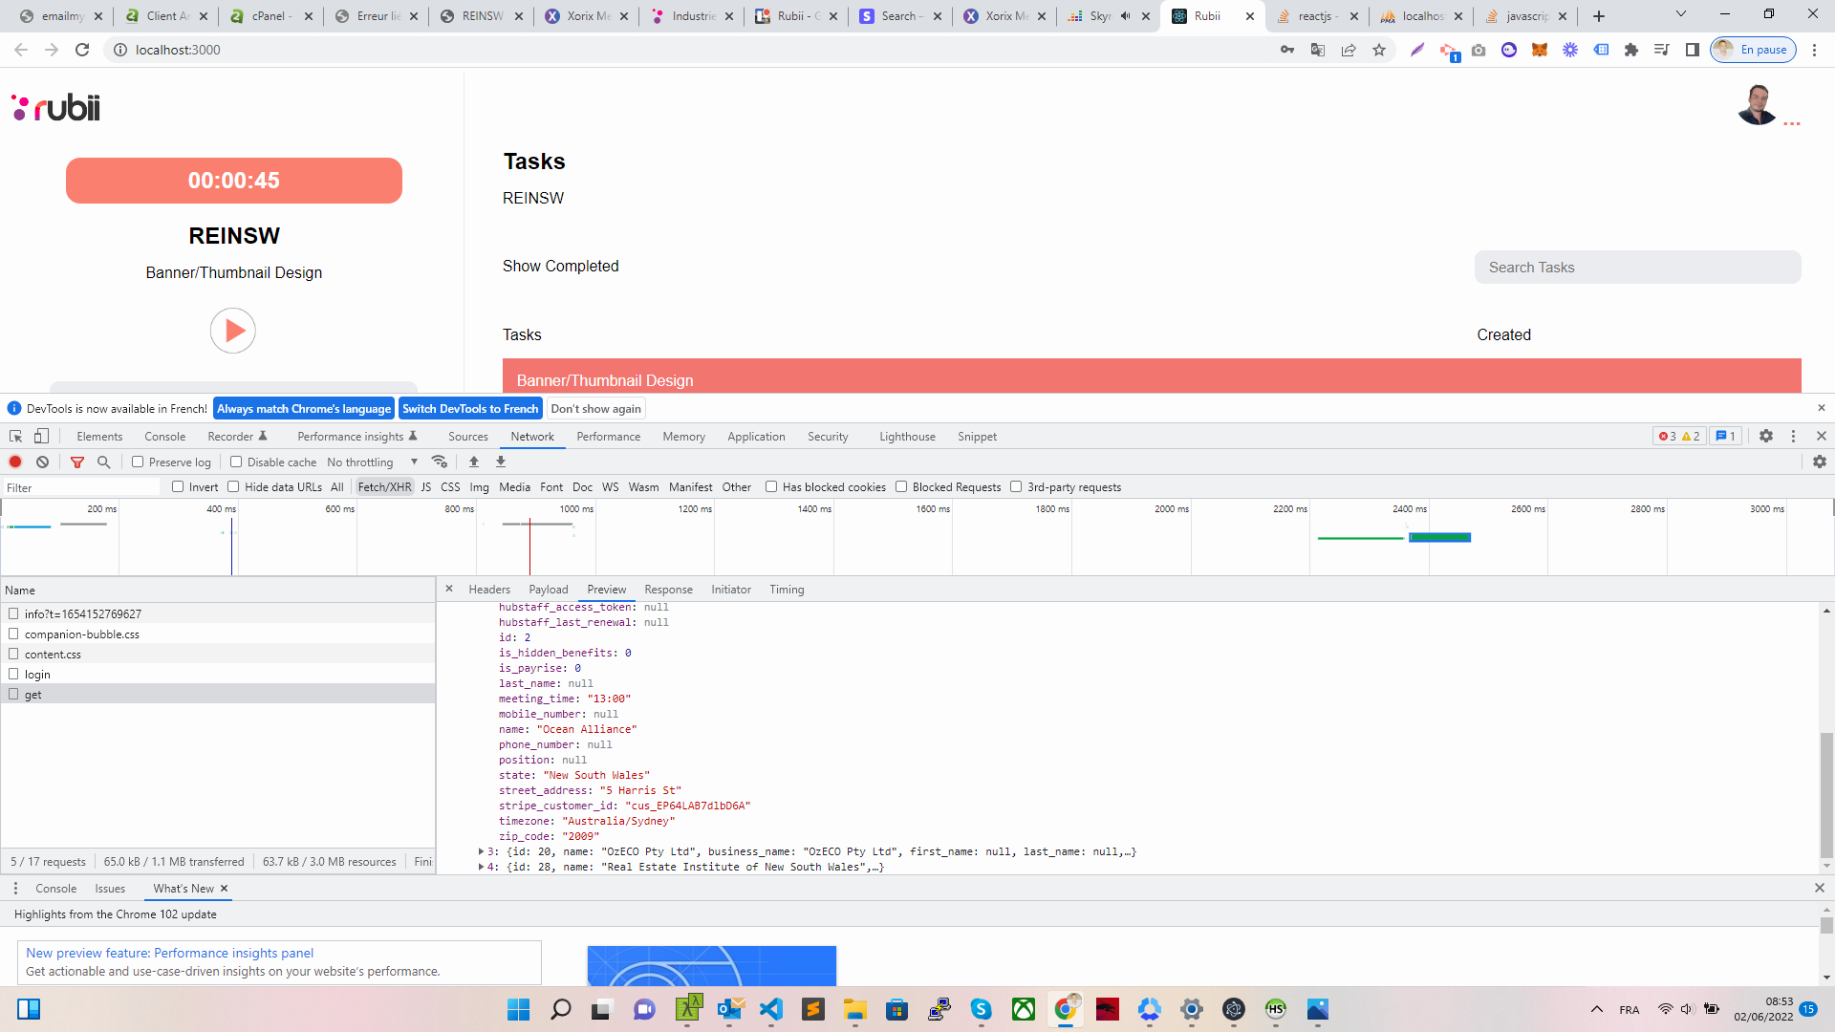 emailmy
Client A
cPanel -
Erreur lié
REINSW
Xorix Me
Industrie
Rubii - G
Search -
Xorix Me
Skyr
Rubii
reactjs -
localhos
javascrip
localhost:3000
1
En pause
rubii
00:00:45
REINSW
Banner/Thumbnail Design
Tasks
REINSW
Show Completed
Search Tasks
Tasks
Created
Banner/Thumbnail Design
DevTools is now available in French!
Always match Chrome's language
Switch DevTools to French
Don't show again
Elements
Console
Recorder
Performance insights
Sources
Network
Performance
Memory
Application
Security
Lighthouse
Snippet
3
2
1
Preserve log
Disable cache
No throttling
Filter
Invert
Hide data URLs
All
Fetch/XHR
JS
CSS
Img
Media
Font
Doc
WS
Wasm
Manifest
Other
Has blocked cookies
Blocked Requests
3rd-party requests
200 ms
400 ms
600 ms
800 ms
1000 ms
1200 ms
1400 ms
1600 ms
1800 ms
2000 ms
2200 ms
2400 ms
2600 ms
2800 ms
3000 ms
Name
info?t=1654152769627
companion-bubble.css
content.css
login
get
Headers
Payload
Preview
Response
Initiator
Timing
hubstaff_access_token: null
hubstaff_last_renewal: null
id: 2
is_hidden_benefits: 0
is_payrise: 0
last_name: null
meeting_time: "13:00"
mobile_number: null
name: "Ocean Alliance"
phone_number: null
position: null
state: "New South Wales"
street_address: "5 Harris St"
stripe_customer_id: "cus_EP64LAB7dlbD6A"
timezone: "Australia/Sydney"
zip_code: "2009"
3: {id: 20, name: "OzECO Pty Ltd", business_name: "OzECO Pty Ltd", first_name: null, last_name: null,…}
4: {id: 28, name: "Real Estate Institute of New South Wales",…}
5 / 17 requests
65.0 kB / 1.1 MB transferred
63.7 kB / 3.0 MB resources
Fini
Console
Issues
What's New
Highlights from the Chrome 102 update
New preview feature: Performance insights panel
Get actionable and use-case-driven insights on your website's performance.
HS
FRA
08:53
02/06/2022
15